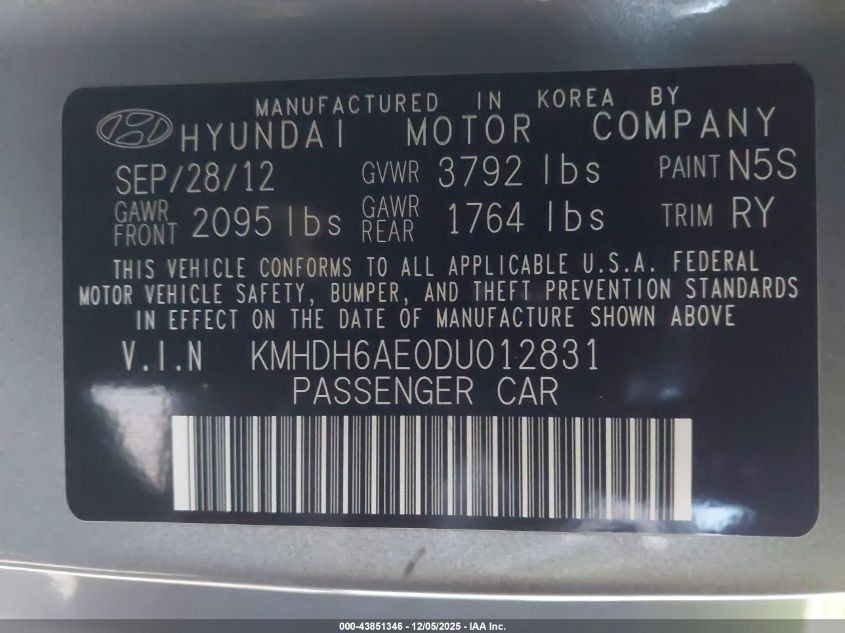 MANUFACTURED IN KOREA BY
HYUNDAI MOTOR COMPANY
SEP/28/12 GVWR 3792 lbs PAINT N5S
GAWR FRONT 2095 lbs GAWR REAR 1764 lbs TRIM RY
THIS VEHICLE CONFORMS TO ALL APPLICABLE U.S.A. FEDERAL
MOTOR VEHICLE SAFETY, BUMPER, AND THEFT PREVENTION STANDARDS
IN EFFECT ON THE DATE OF MANUFACTURE SHOWN ABOVE
V.I.N KMHDH6AE0DU012831
PASSENGER CAR
000-43851346 - 12/05/2025 - IAA Inc.